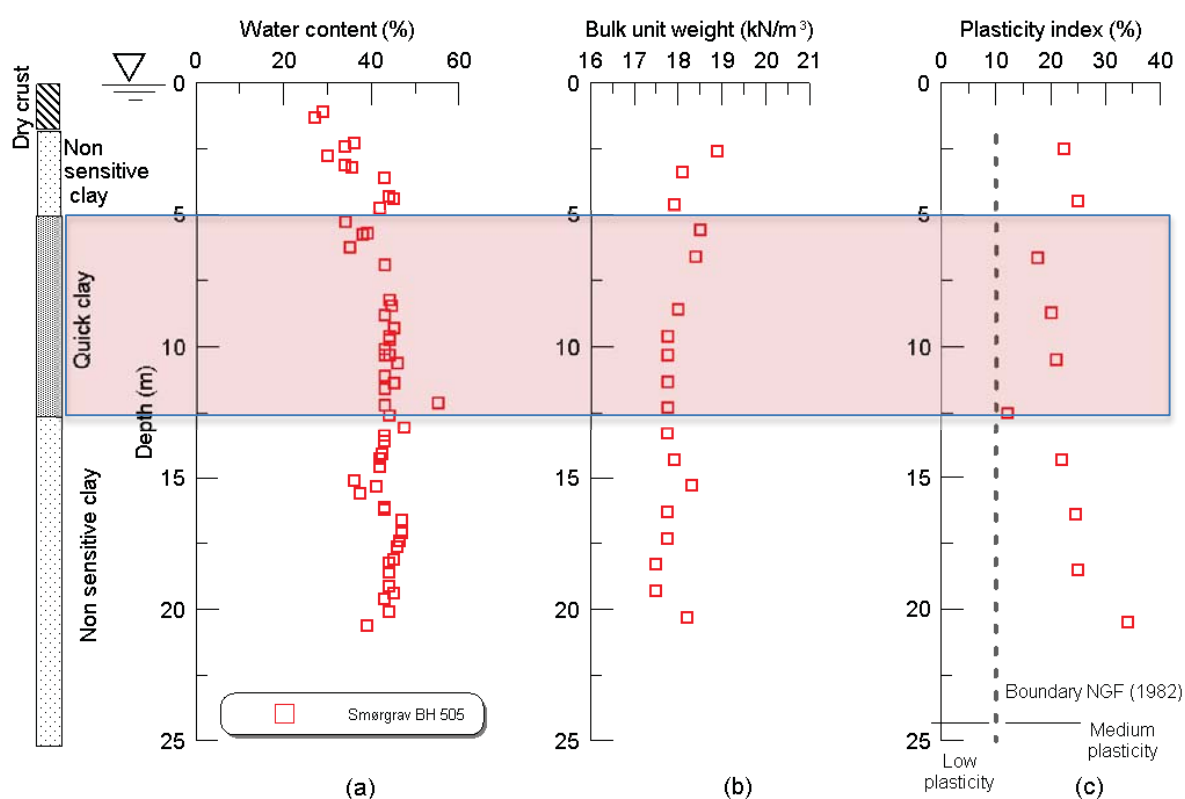 Water content (%)
0 20 40 60
Bulk unit weight (kN/m3)
16 17 18 19 20 21
Plasticity index (%)
0 10 20 30 40
Dry crust
Non
sensitive
clay
Quick clay
Non sensitive clay
Depth (m)
0
5
10
15
20
25
Smørgrav BH 505
(a)
0
5
10
15
20
25
(b)
0
5
10
15
20
25
Boundary NGF (1982)
Medium
plasticity
Low
plasticity
(c)